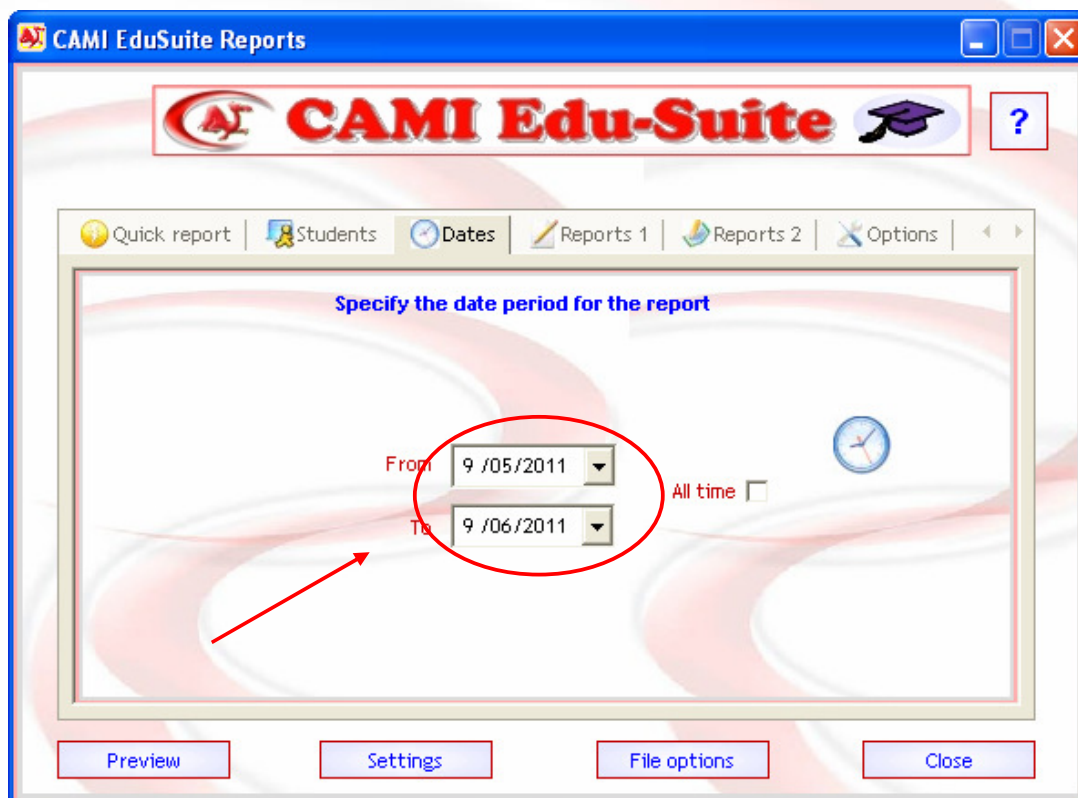 CAMI EduSuite Reports
CAMI Edu-Suite
?
Quick report
Students
Dates
Reports 1
Reports 2
Options
Specify the date period for the report
From 9 /05/2011
All time
To 9 /06/2011
Preview
Settings
File options
Close